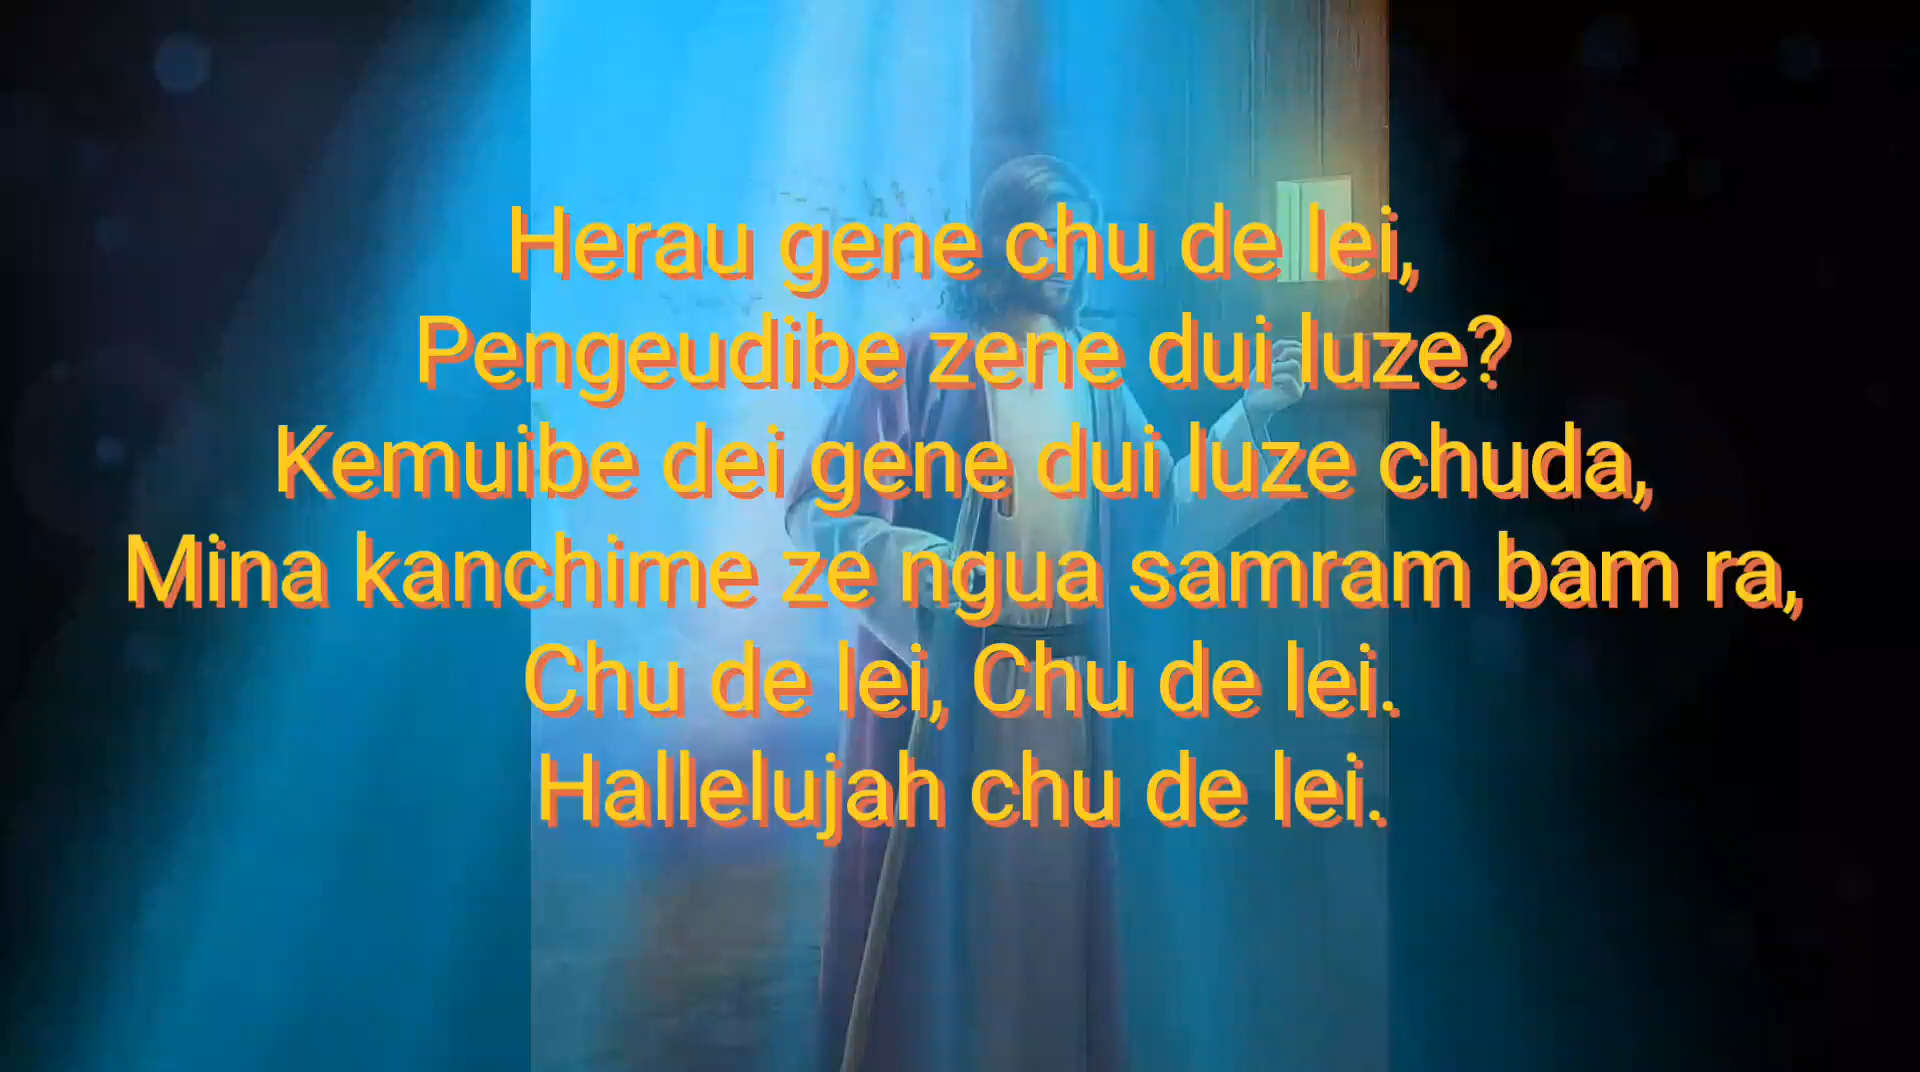 Herau gene chu de lei,
Pengeudibe zene dui luze?
Kemuibe dei gene dui luze chuda,
Mina kanchime ze ngua samram bam ra,
Chu de lei, Chu de lei.
Hallelujah chu de lei.